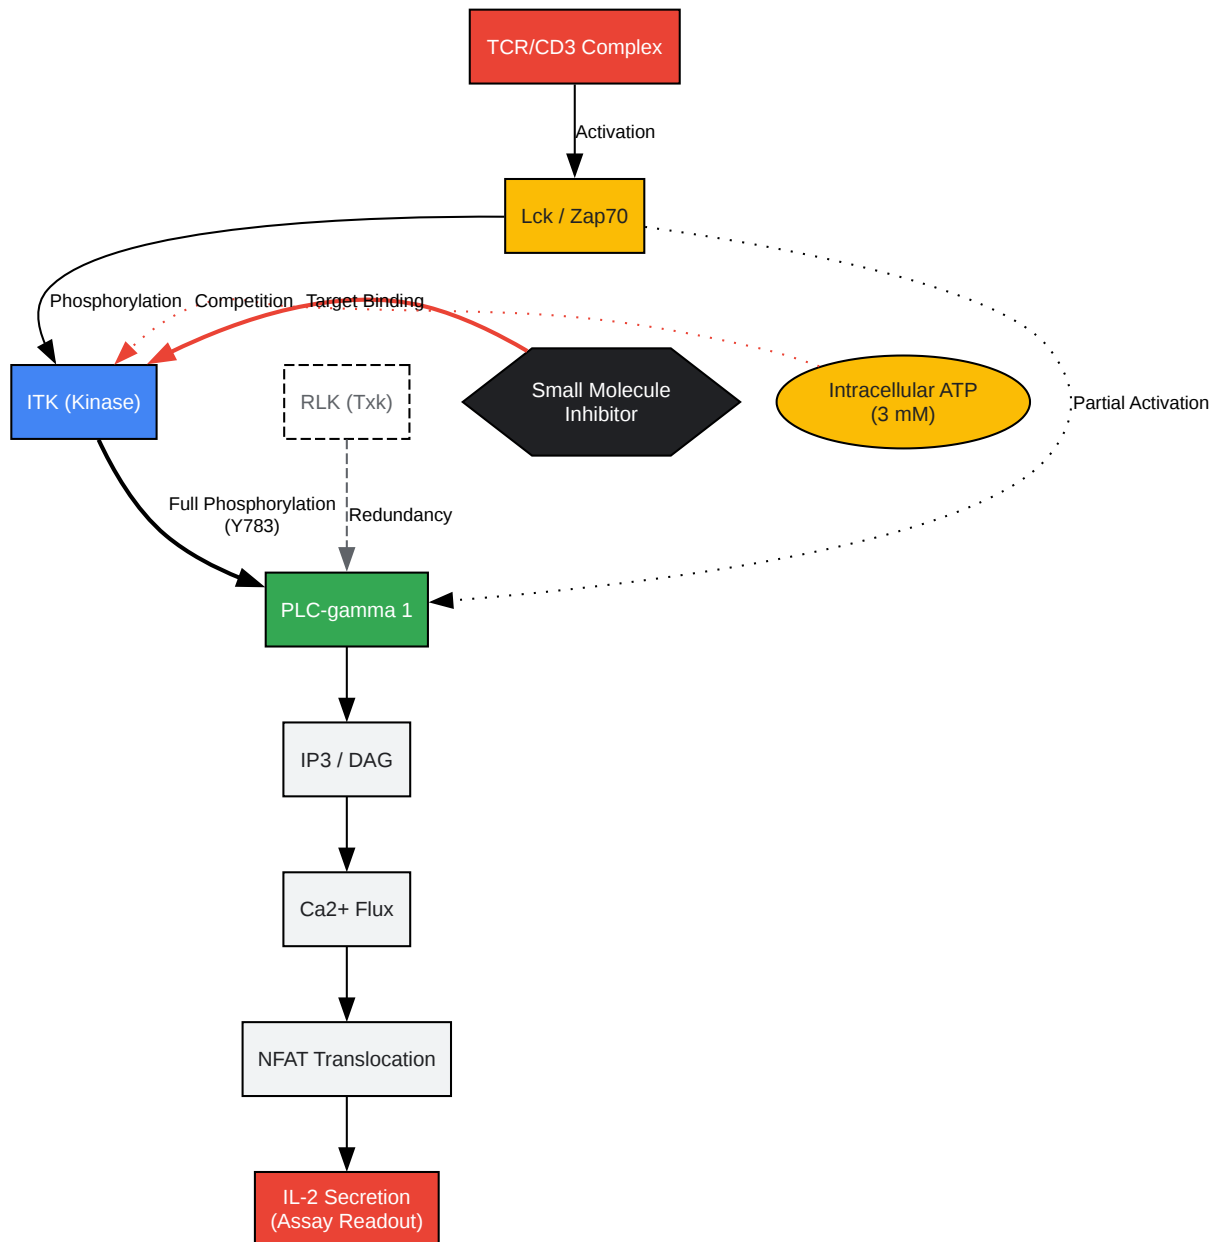 TCR/CD3 Complex
Activation
Lck / Zap70
Phosphorylation
Competition
Target Binding
ITK (Kinase)
RLK (Txk)
Small Molecule
Inhibitor
Intracellular ATP
(3 mM)
Partial Activation
Full Phosphorylation
(Y783)
Redundancy
PLC-gamma 1
IP3 / DAG
Ca2+ Flux
NFAT Translocation
IL-2 Secretion
(Assay Readout)